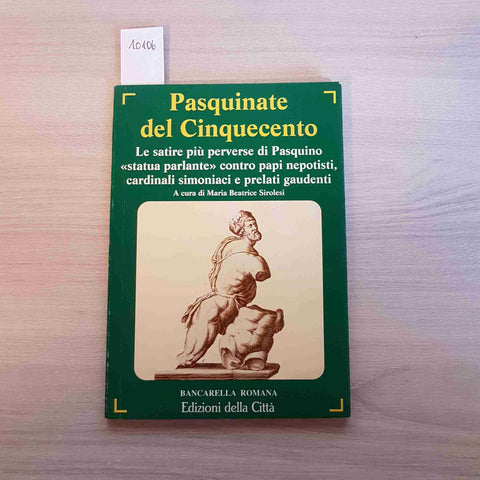 10106
Pasquinate
del Cinquecento
Le satire più perverse di Pasquino
«statua parlante» contro papi nepotisti,
cardinali simoniaci e prelati gaudenti
A cura di Maria Beatrice Sirolesi
BANCARELLA ROMANA
Edizioni della Città